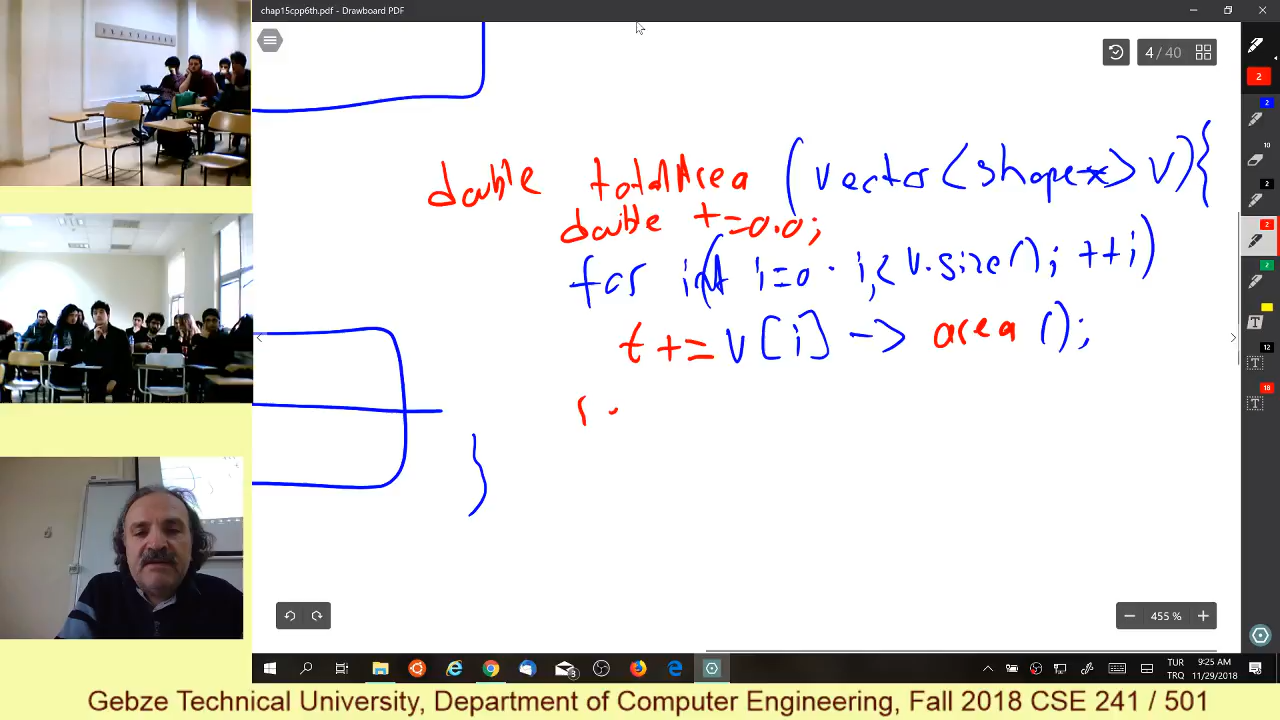 chap15cpp6th.pdf - Drawboard PDF
4 / 40
double totalArea (vector<shape*> v){
double t=0.0;
for int( i=0 . i< v.size(); ++i)
t += v[i] -> area ();
r
}
455 %
TUR
TRQ
9:25 AM
11/29/2018
Gebze Technical University, Department of Computer Engineering, Fall 2018 CSE 241 / 501